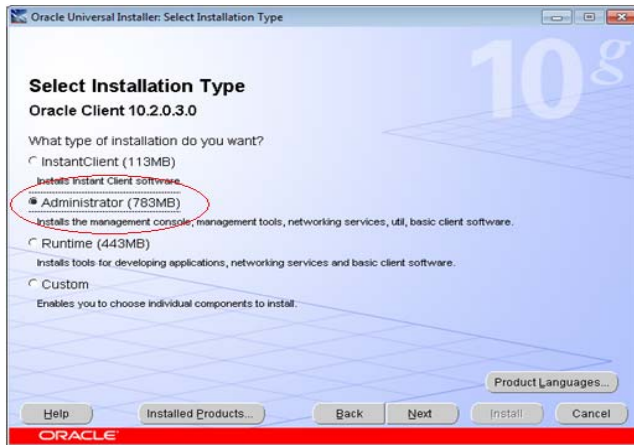 Oracle Universal Installer: Select Installation Type
10g
Select Installation Type
Oracle Client 10.2.0.3.0
What type of installation do you want?
InstantClient (113MB)
Installs Instant Client software.
Administrator (783MB)
Installs the management console, management tools, networking services, util, basic client software.
Runtime (443MB)
Installs tools for developing applications, networking services and basic client software.
Custom
Enables you to choose individual components to install.
Product Languages...
Help Installed Products... Back Next Install Cancel
ORACLE